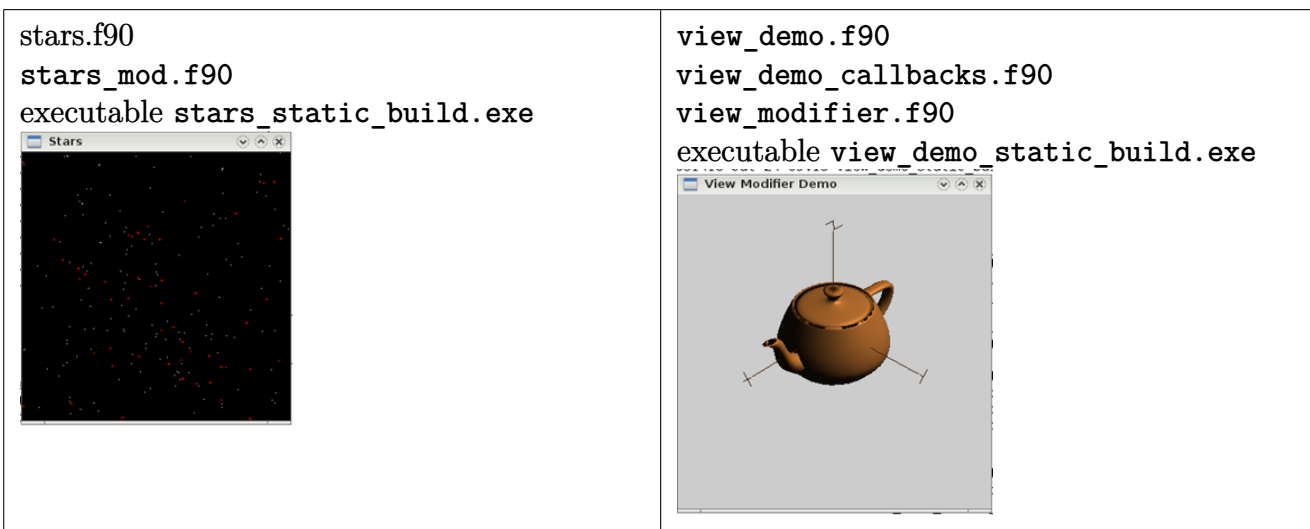 stars.f90
stars_mod.f90
executable stars_static_build.exe
Stars
view_demo.f90
view_demo_callbacks.f90
view_modifier.f90
executable view_demo_static_build.exe
View Modifier Demo
Z
X
Y